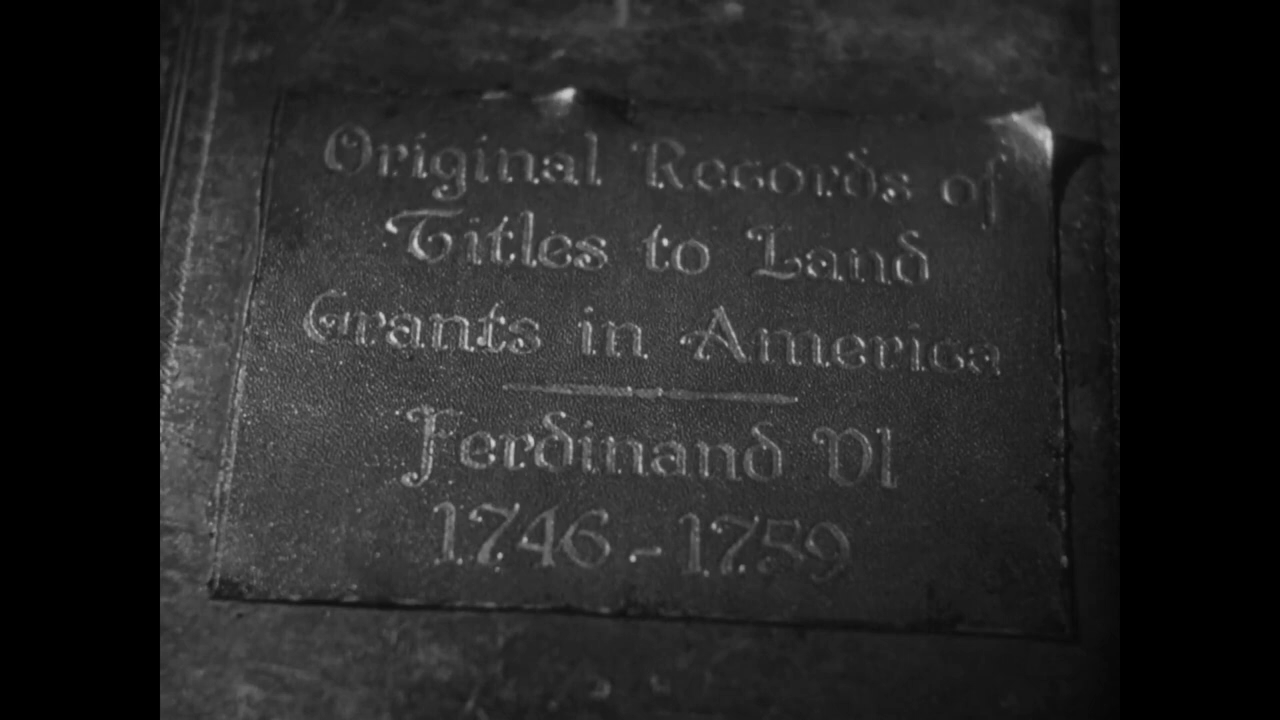 Original Records of
Titles to Land
Grants in America
Ferdinand VI
1746-1759